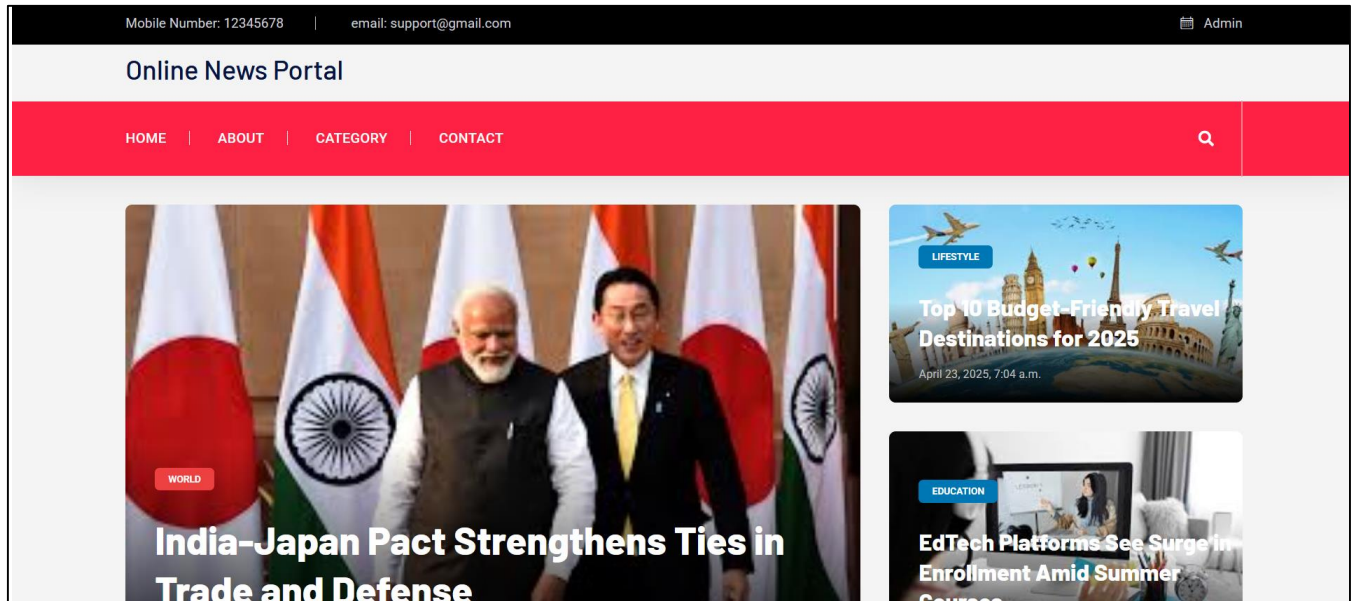 Mobile Number: 12345678 | email: support@gmail.com
Admin
Online News Portal
HOME | ABOUT | CATEGORY | CONTACT
WORLD
India-Japan Pact Strengthens Ties in
Trade and Defense
LIFESTYLE
Top 10 Budget-Friendly Travel
Destinations for 2025
April 23, 2025, 7:04 a.m.
EDUCATION
EdTech Platforms See Surge in
Enrollment Amid Summer
Courses